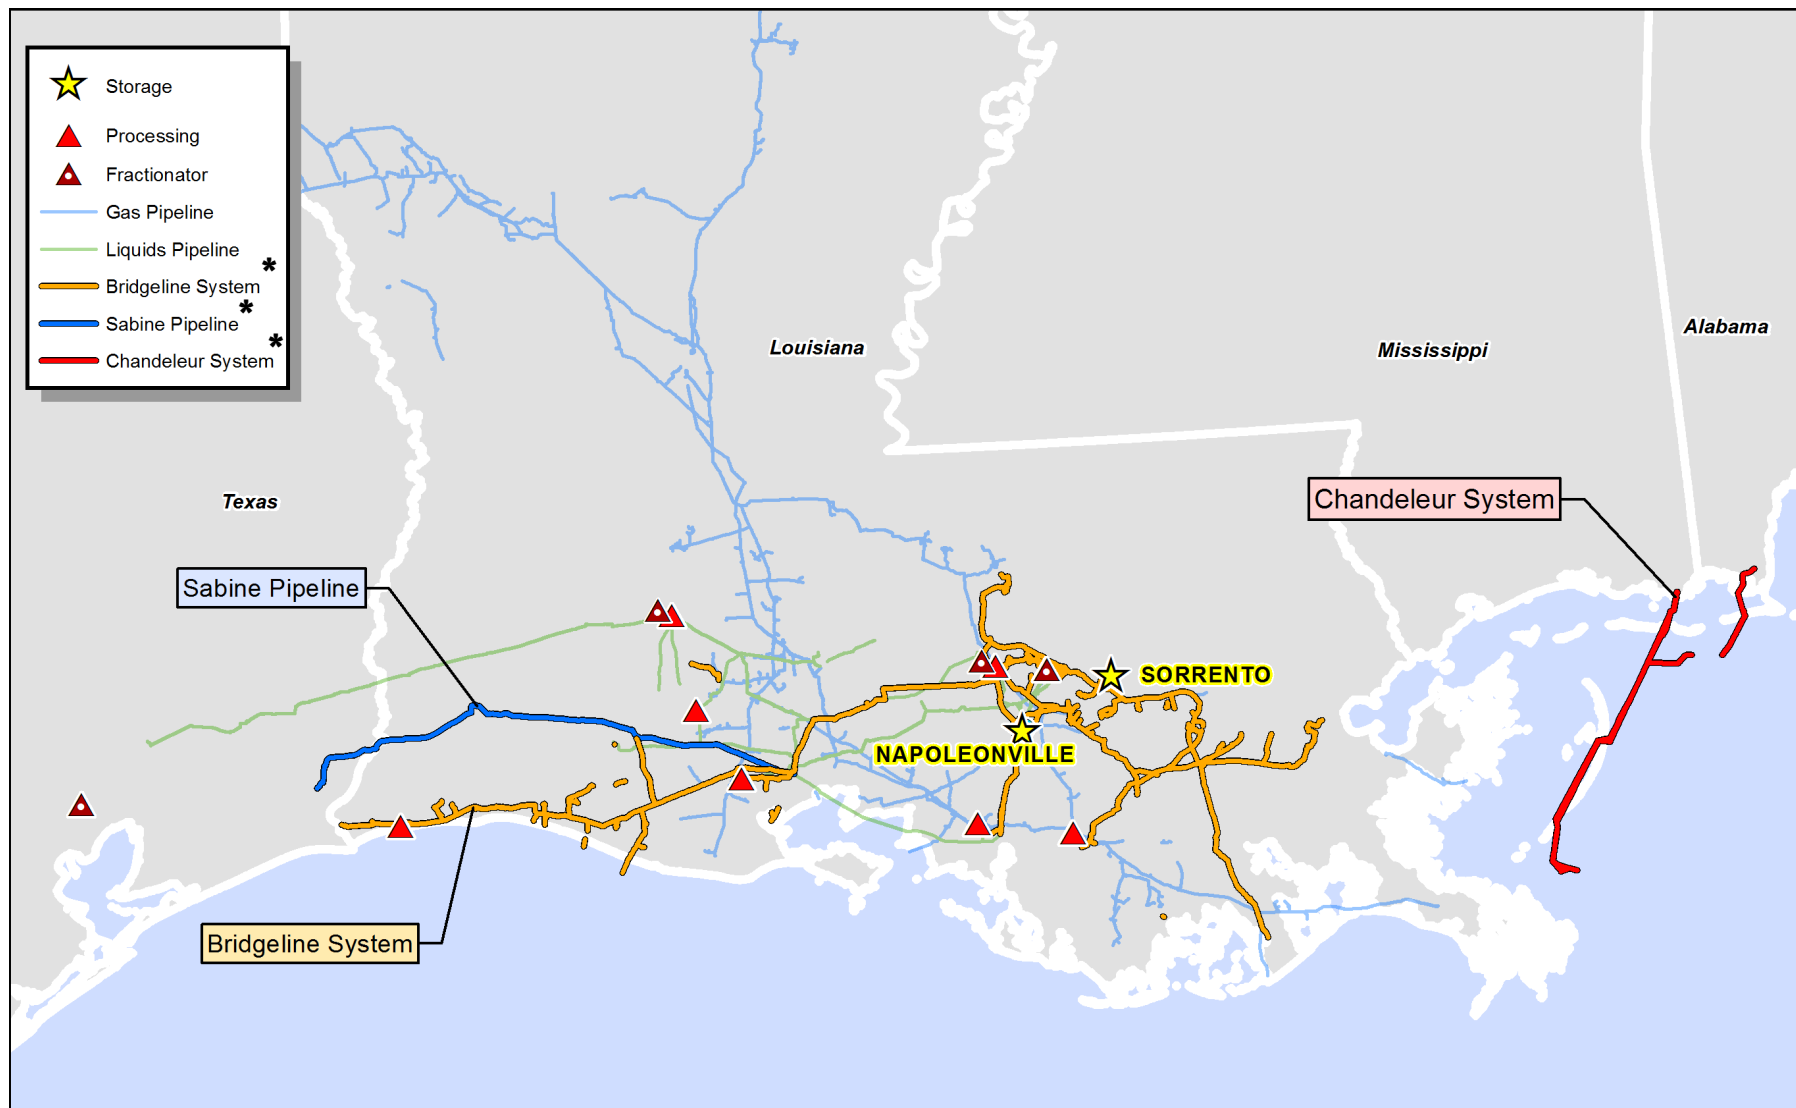 Storage
Processing
Fractionator
Gas Pipeline
Liquids Pipeline
Bridgeline System*
Sabine Pipeline*
Chandeleur System*
Louisiana
Mississippi
Alabama
Texas
Chandeleur System
Sabine Pipeline
SORRENTO
NAPOLEONVILLE
Bridgeline System